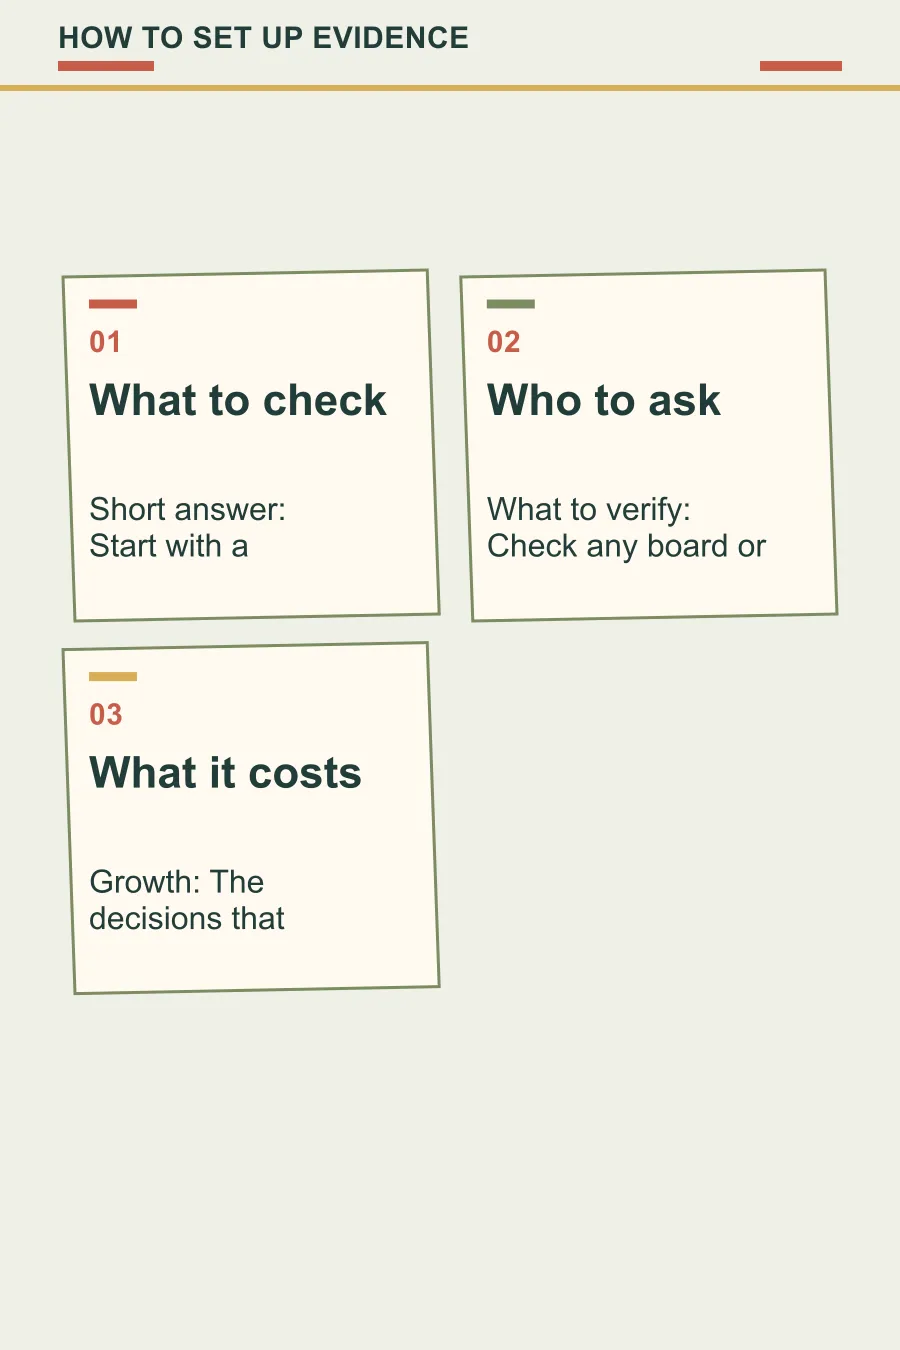 HOW TO SET UP EVIDENCE
01
What to check
Short answer:
Start with a
02
Who to ask
What to verify:
Check any board or
03
What it costs
Growth: The
decisions that